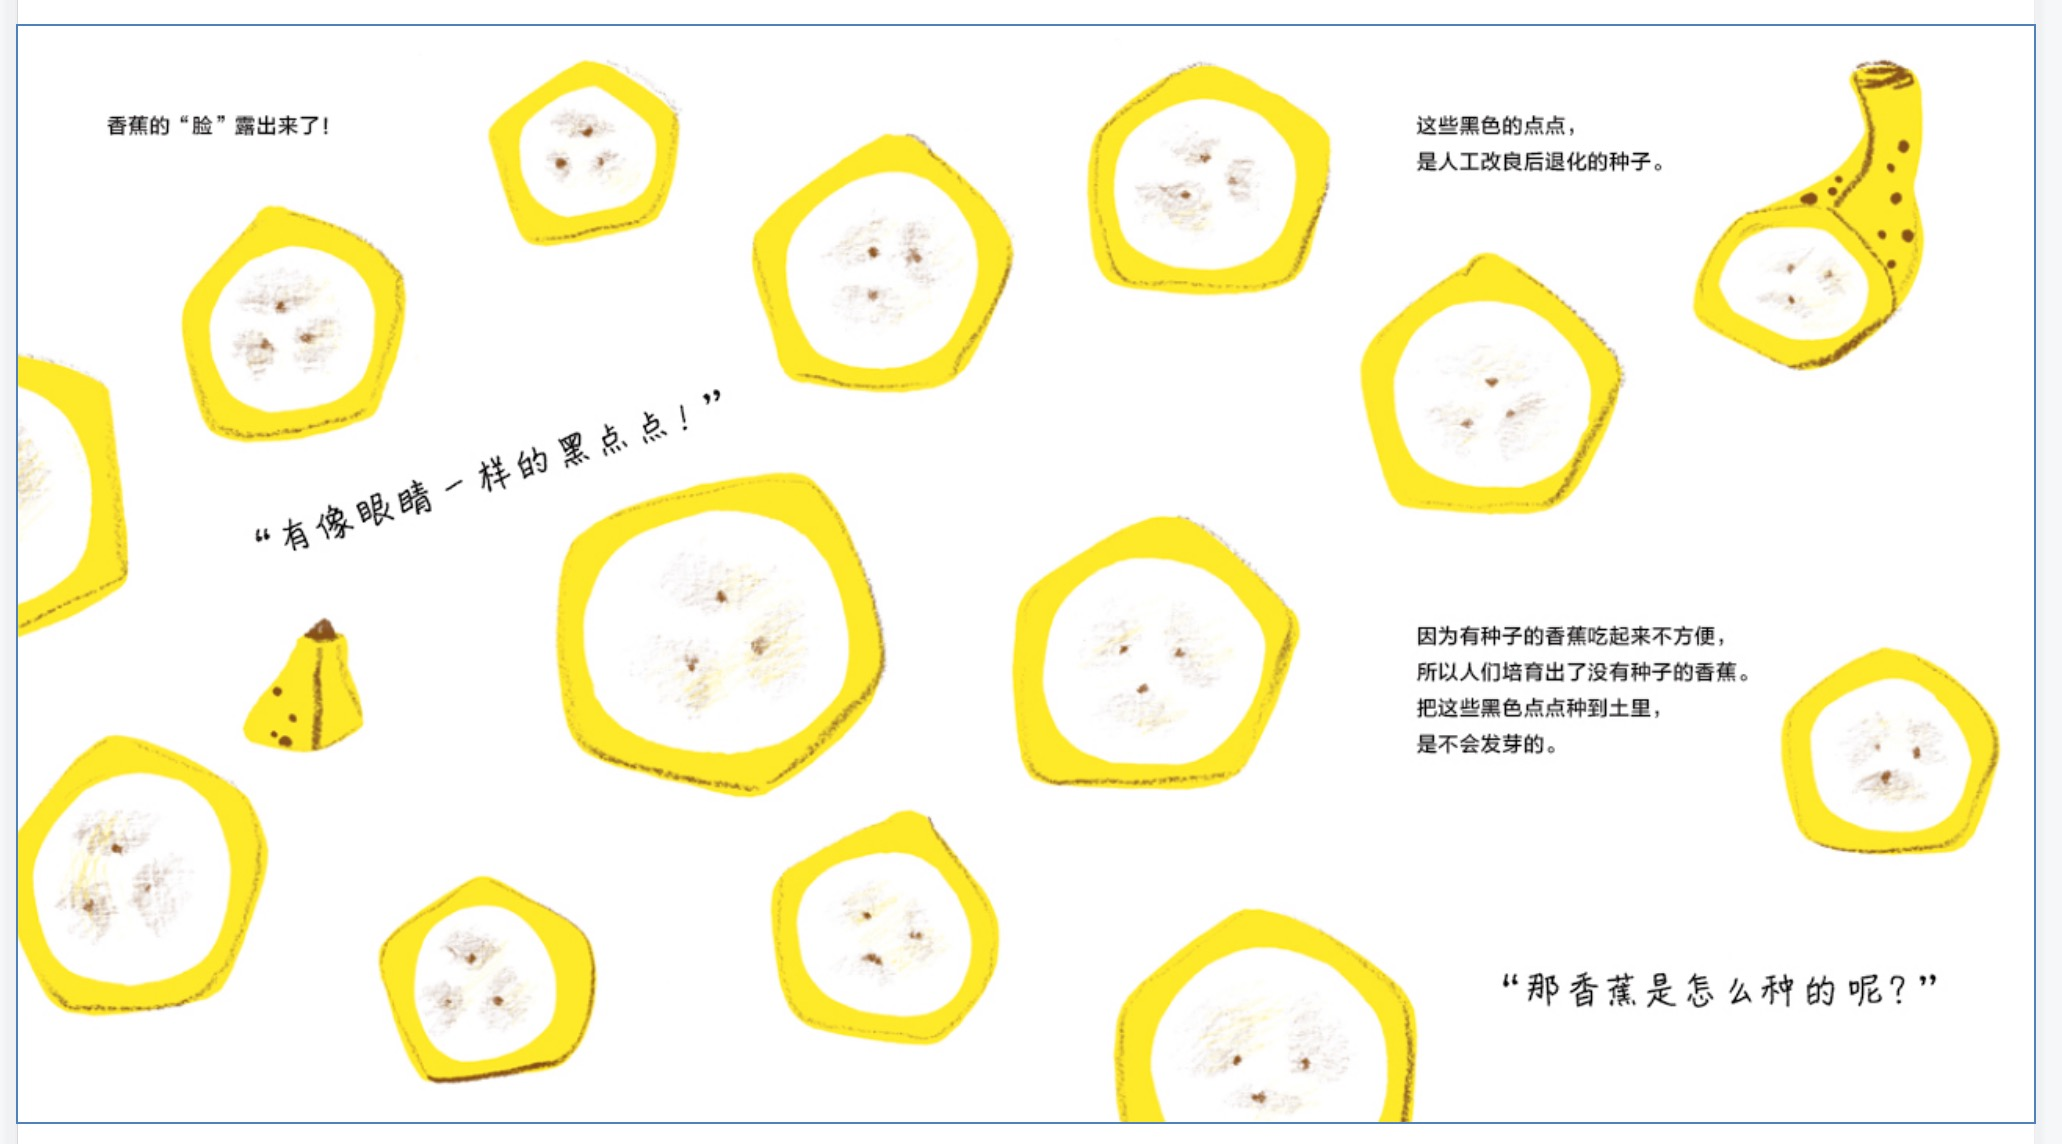 香蕉的“脸”露出来了！
“有像眼睛一样的黑点点！”
这些黑色的点点，
是人工改良后退化的种子。
因为有种子的香蕉吃起来不方便，
所以人们培育出了没有种子的香蕉。
把这些黑色点点种到土里，
是不会发芽的。
“那香蕉是怎么种的呢？”